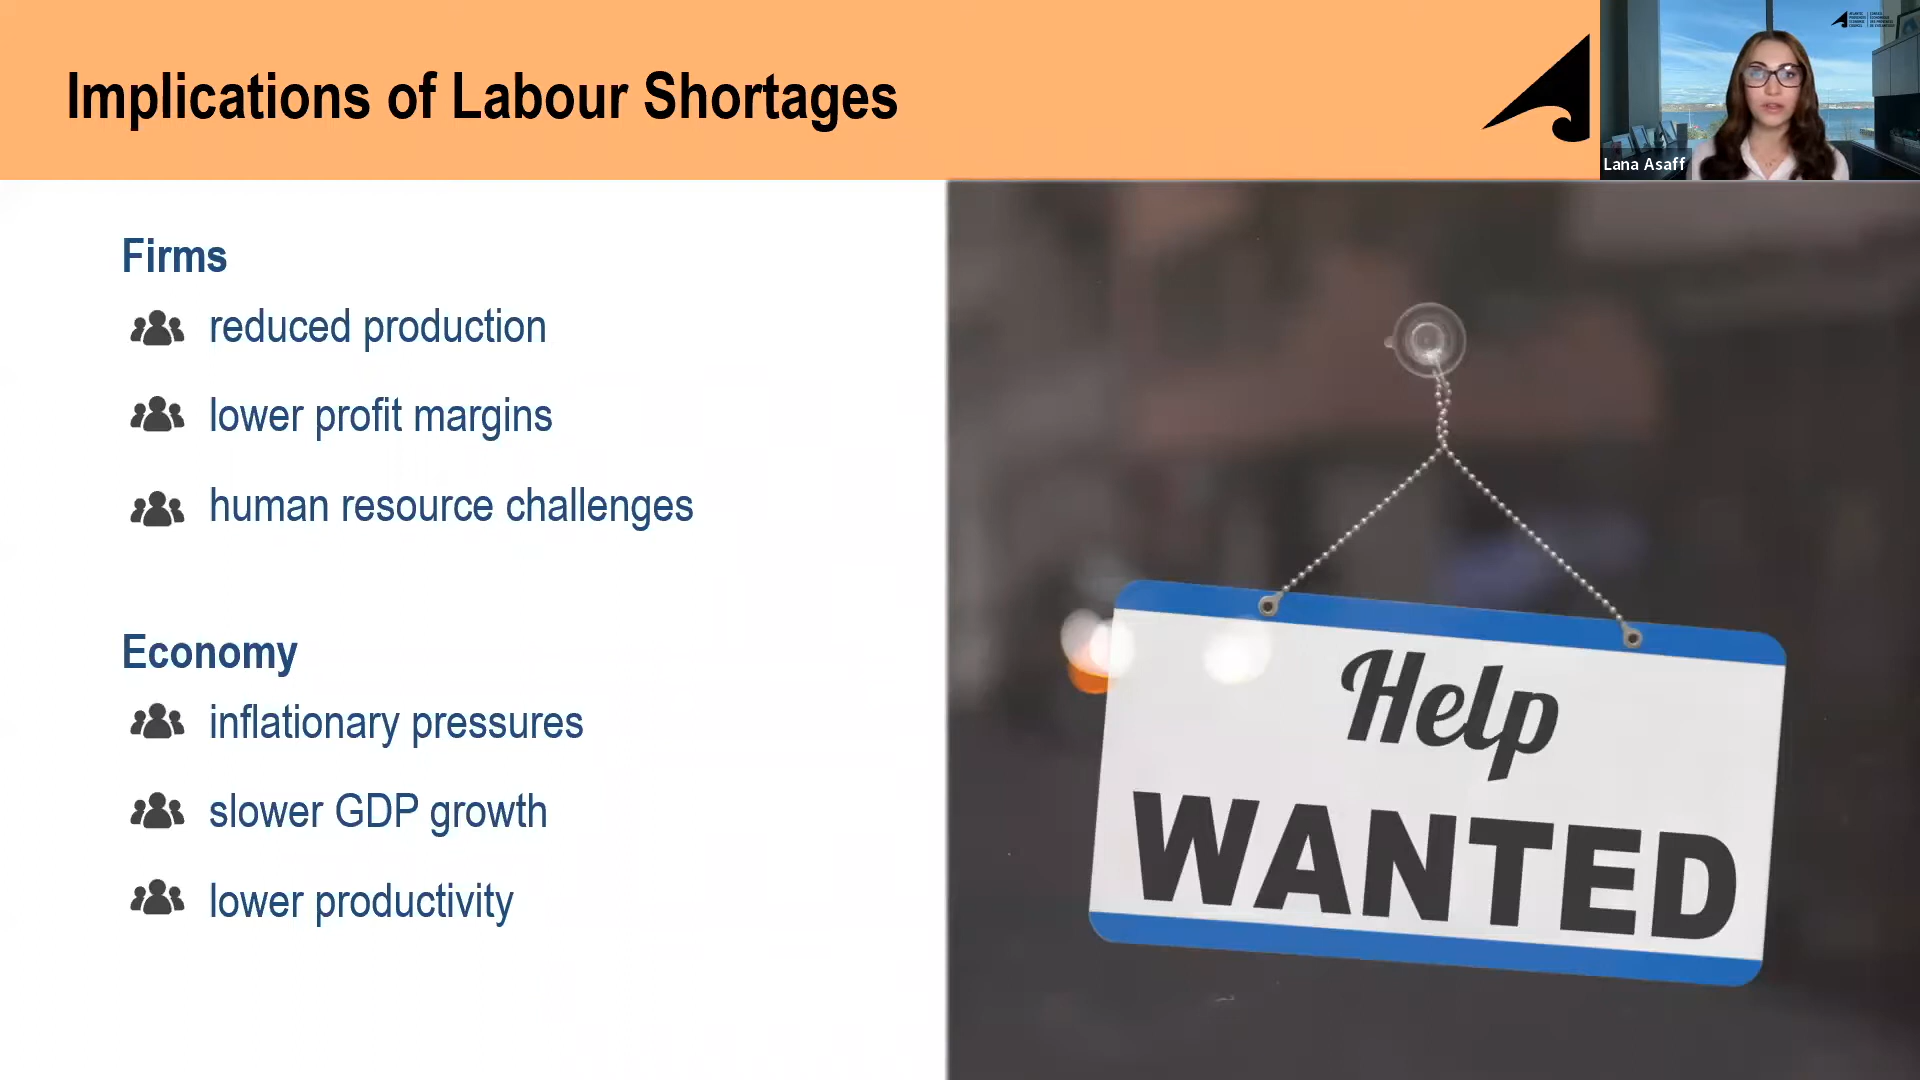 Implications of Labour Shortages
Lana Asaff
Firms
reduced production
lower profit margins
human resource challenges
Economy
inflationary pressures
slower GDP growth
lower productivity
Help
WANTED